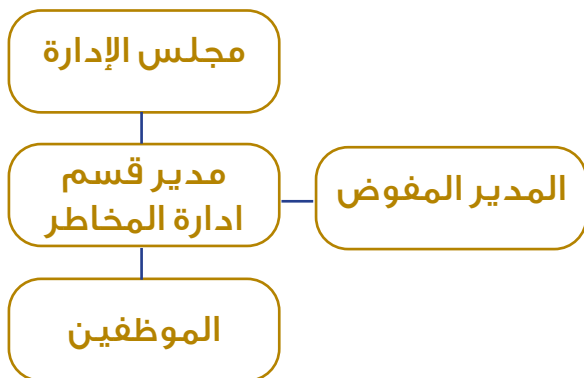 مجلس الإدارة
مدير قسم
ادارة المخاطر
المدير المفوض
الموظفين